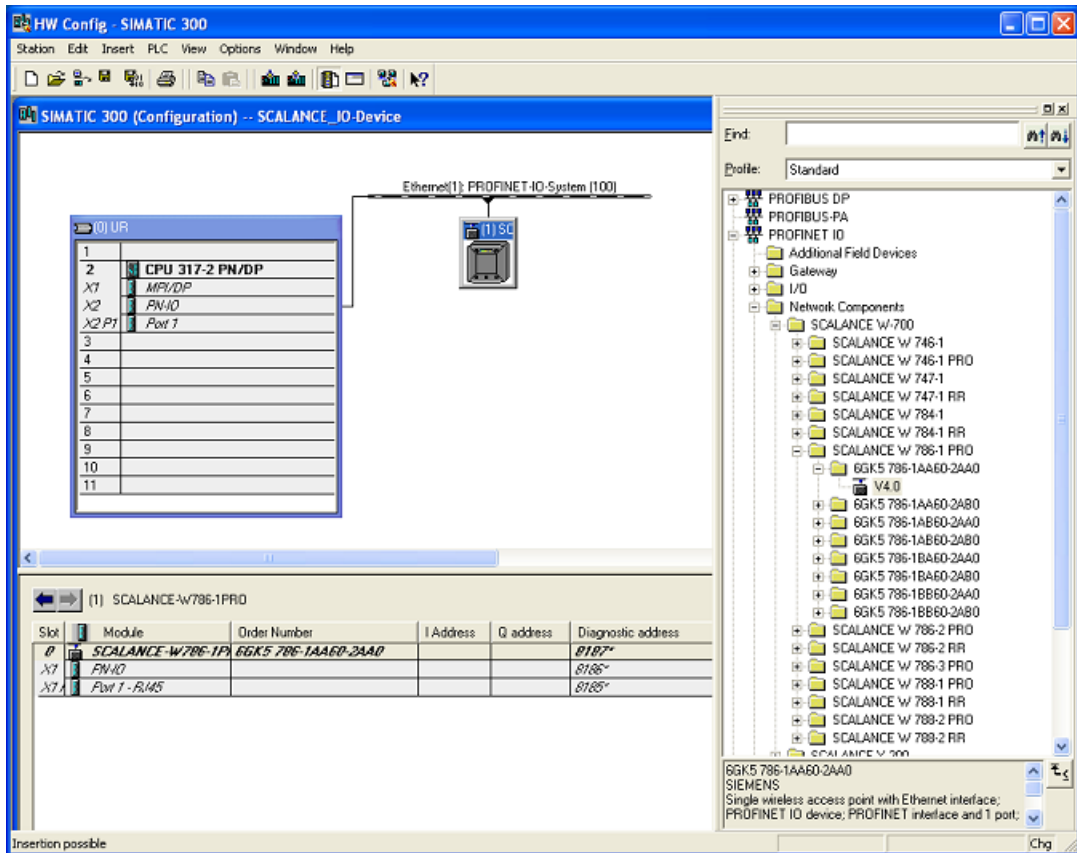 HW Config - SIMATIC 300
Station Edit Insert PLC View Options Window Help
SIMATIC 300 (Configuration) -- SCALANCE_IO-Device
Ethernet(1): PROFINET-IO-System (100)
(1) SC
(0) UR
1
2 CPU 317-2 PN/DP
X1 MPI/DP
X2 PN-IO
X2 P1 Port 1
3
4
5
6
7
8
9
10
11
(1) SCALANCE-W786-1PRO
Slot Module Order Number I Address Q address Diagnostic address
0 SCALANCE-W786-1P 6GK5 786-1AA60-2AA0 8187*
X1 PN-IO 8186*
X1 Port 1 - RJ45 8185*
Find:
Profile: Standard
PROFIBUS DP
PROFIBUS-PA
PROFINET IO
Additional Field Devices
Gateway
I/O
Network Components
SCALANCE W-700
SCALANCE W 746-1
SCALANCE W 746-1 PRO
SCALANCE W 747-1
SCALANCE W 747-1 RR
SCALANCE W 784-1
SCALANCE W 784-1 RR
SCALANCE W 786-1 PRO
6GK5 786-1AA60-2AA0
V4.0
6GK5 786-1AA60-2AB0
6GK5 786-1AB60-2AA0
6GK5 786-1AB60-2AB0
6GK5 786-1BA60-2AA0
6GK5 786-1BA60-2AB0
6GK5 786-1BB60-2AA0
6GK5 786-1BB60-2AB0
SCALANCE W 786-2 PRO
SCALANCE W 786-2 RR
SCALANCE W 786-3 PRO
SCALANCE W 788-1 PRO
SCALANCE W 788-1 RR
SCALANCE W 788-2 PRO
SCALANCE W 788-2 RR
6GK5 786-1AA60-2AA0
SIEMENS
Single wireless access point with Ethernet interface;
PROFINET IO device; PROFINET interface and 1 port;
Insertion possible
Chg